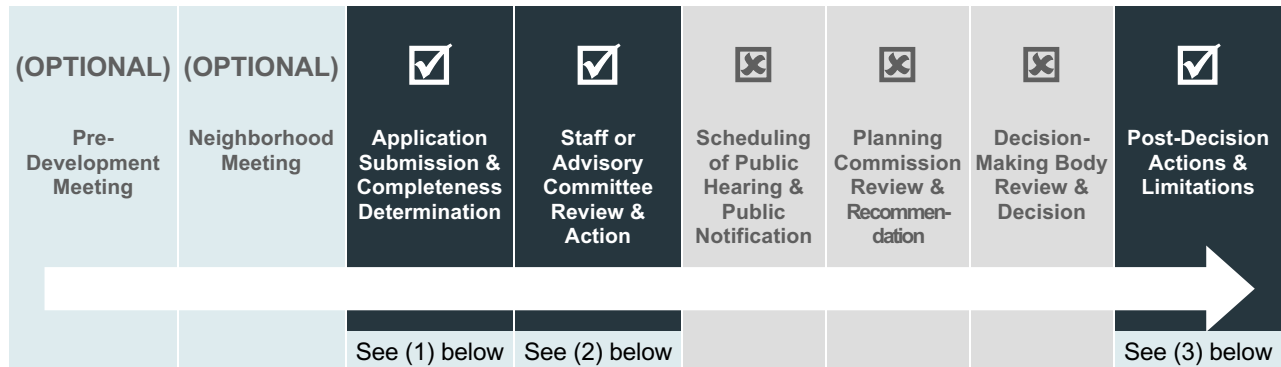 (OPTIONAL)
Pre-
Development
Meeting
(OPTIONAL)
Neighborhood
Meeting
Application
Submission &
Completeness
Determination
See (1) below
Staff or
Advisory
Committee
Review &
Action
See (2) below
Scheduling
of Public
Hearing &
Public
Notification
Planning
Commission
Review &
Recommen-
dation
Decision-
Making Body
Review &
Decision
Post-Decision
Actions &
Limitations
See (3) below